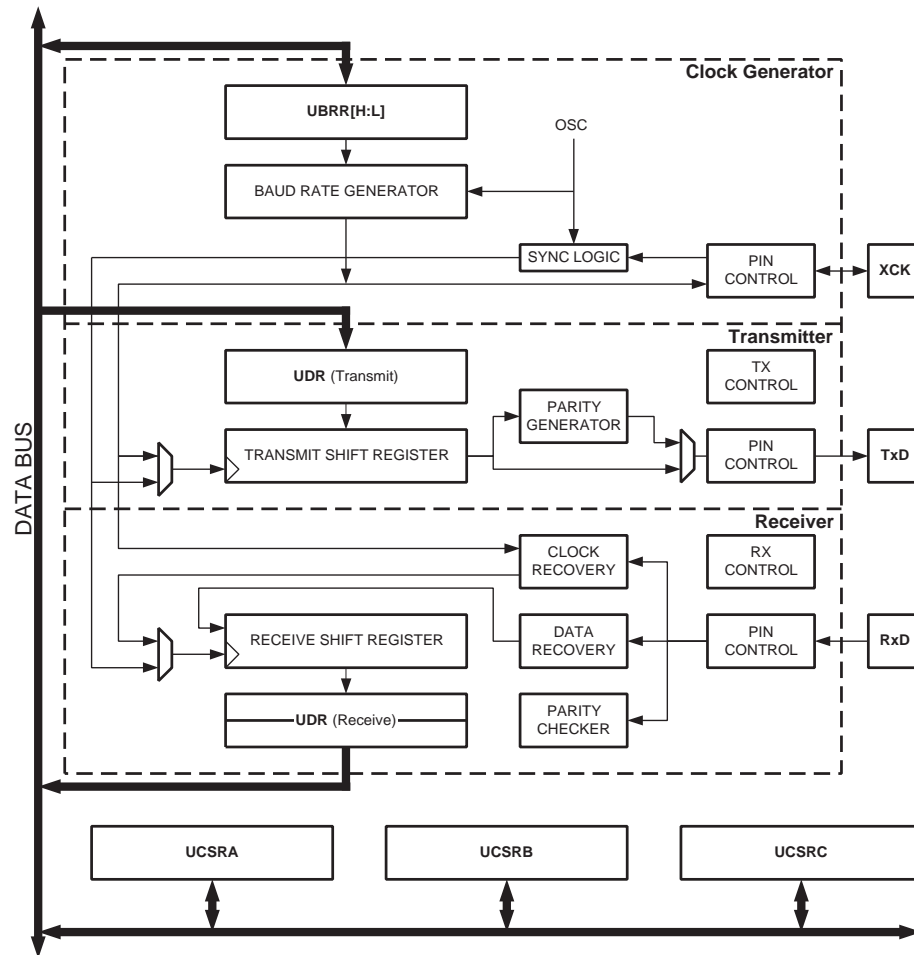 Clock Generator
UBRR[H:L]
OSC
BAUD RATE GENERATOR
SYNC LOGIC
PIN
CONTROL
XCK
Transmitter
UDR (Transmit)
TX
CONTROL
PARITY
GENERATOR
TRANSMIT SHIFT REGISTER
PIN
CONTROL
TxD
DATA BUS
Receiver
CLOCK
RECOVERY
RX
CONTROL
RECEIVE SHIFT REGISTER
DATA
RECOVERY
PIN
CONTROL
RxD
UDR (Receive)
PARITY
CHECKER
UCSRA
UCSRB
UCSRC